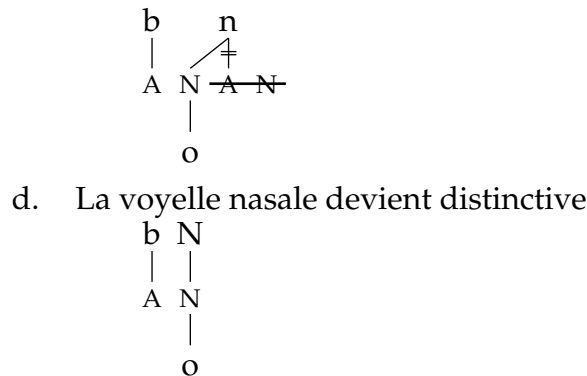 b n
A N A N
o
d. La voyelle nasale devient distinctive
b N
A N
o